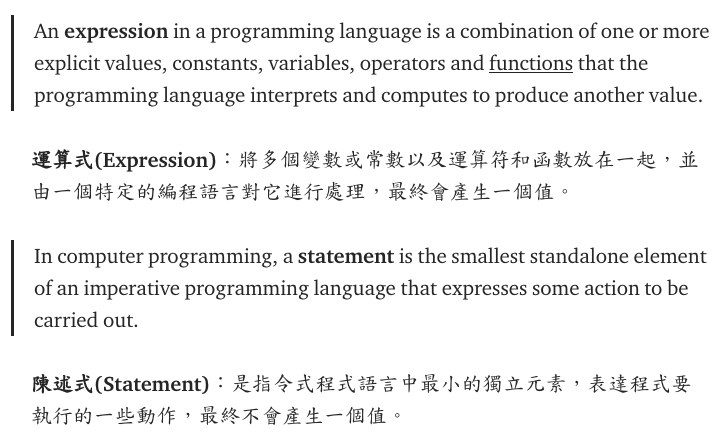 An expression in a programming language is a combination of one or more
explicit values, constants, variables, operators and functions that the
programming language interprets and computes to produce another value.
運算式(Expression)：將多個變數或常數以及運算符和函數放在一起，並
由一個特定的編程語言對它進行處理，最終會產生一個值。
In computer programming, a statement is the smallest standalone element
of an imperative programming language that expresses some action to be
carried out.
陳述式(Statement)：是指令式程式語言中最小的獨立元素，表達程式要
執行的一些動作，最終不會產生一個值。